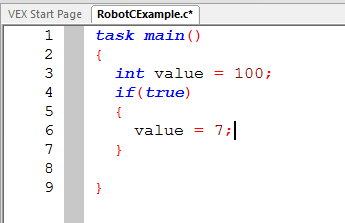 VEX Start Page RobotCExample.c*
1 task main()
2 {
3 int value = 100;
4 if(true)
5 {
6 value = 7;
7 }
8
9 }